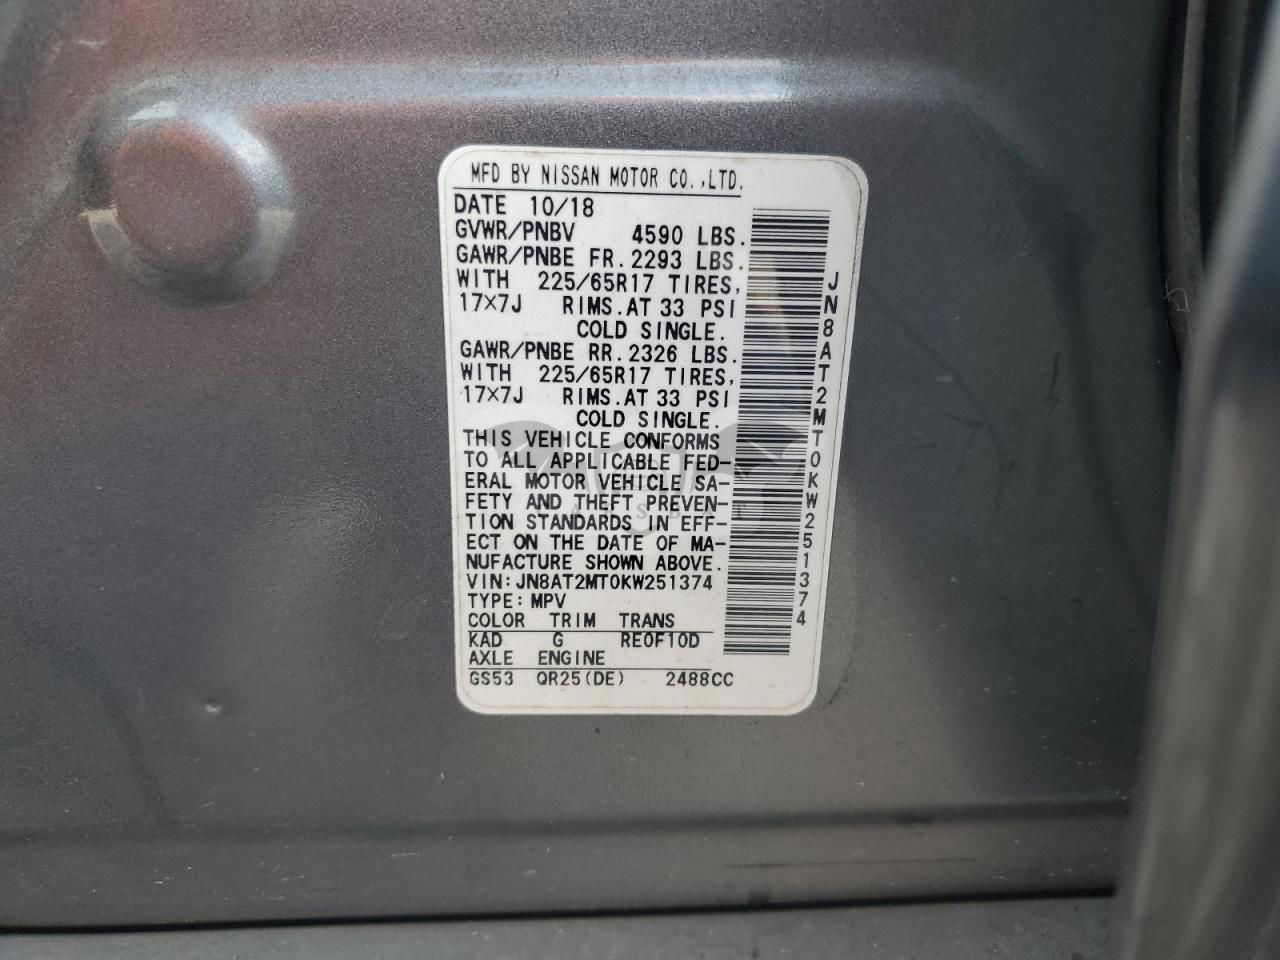 MFD BY NISSAN MOTOR CO.,LTD.
DATE 10/18
GVWR/PNBV 4590 LBS.
GAWR/PNBE FR.2293 LBS.
WITH 225/65R17 TIRES,
17×7J RIMS.AT 33 PSI
COLD SINGLE.
GAWR/PNBE RR.2326 LBS.
WITH 225/65R17 TIRES,
17×7J RIMS.AT 33 PSI
COLD SINGLE.
THIS VEHICLE CONFORMS
TO ALL APPLICABLE FED-
ERAL MOTOR VEHICLE SA-
FETY AND THEFT PREVEN-
TION STANDARDS IN EFF-
ECT ON THE DATE OF MA-
NUFACTURE SHOWN ABOVE.
VIN:JN8AT2MT0KW251374
TYPE:MPV
COLOR TRIM TRANS
KAD G RE0F10D
AXLE ENGINE
GS53 QR25(DE) 2488CC
JN8AT2MT0KW251374